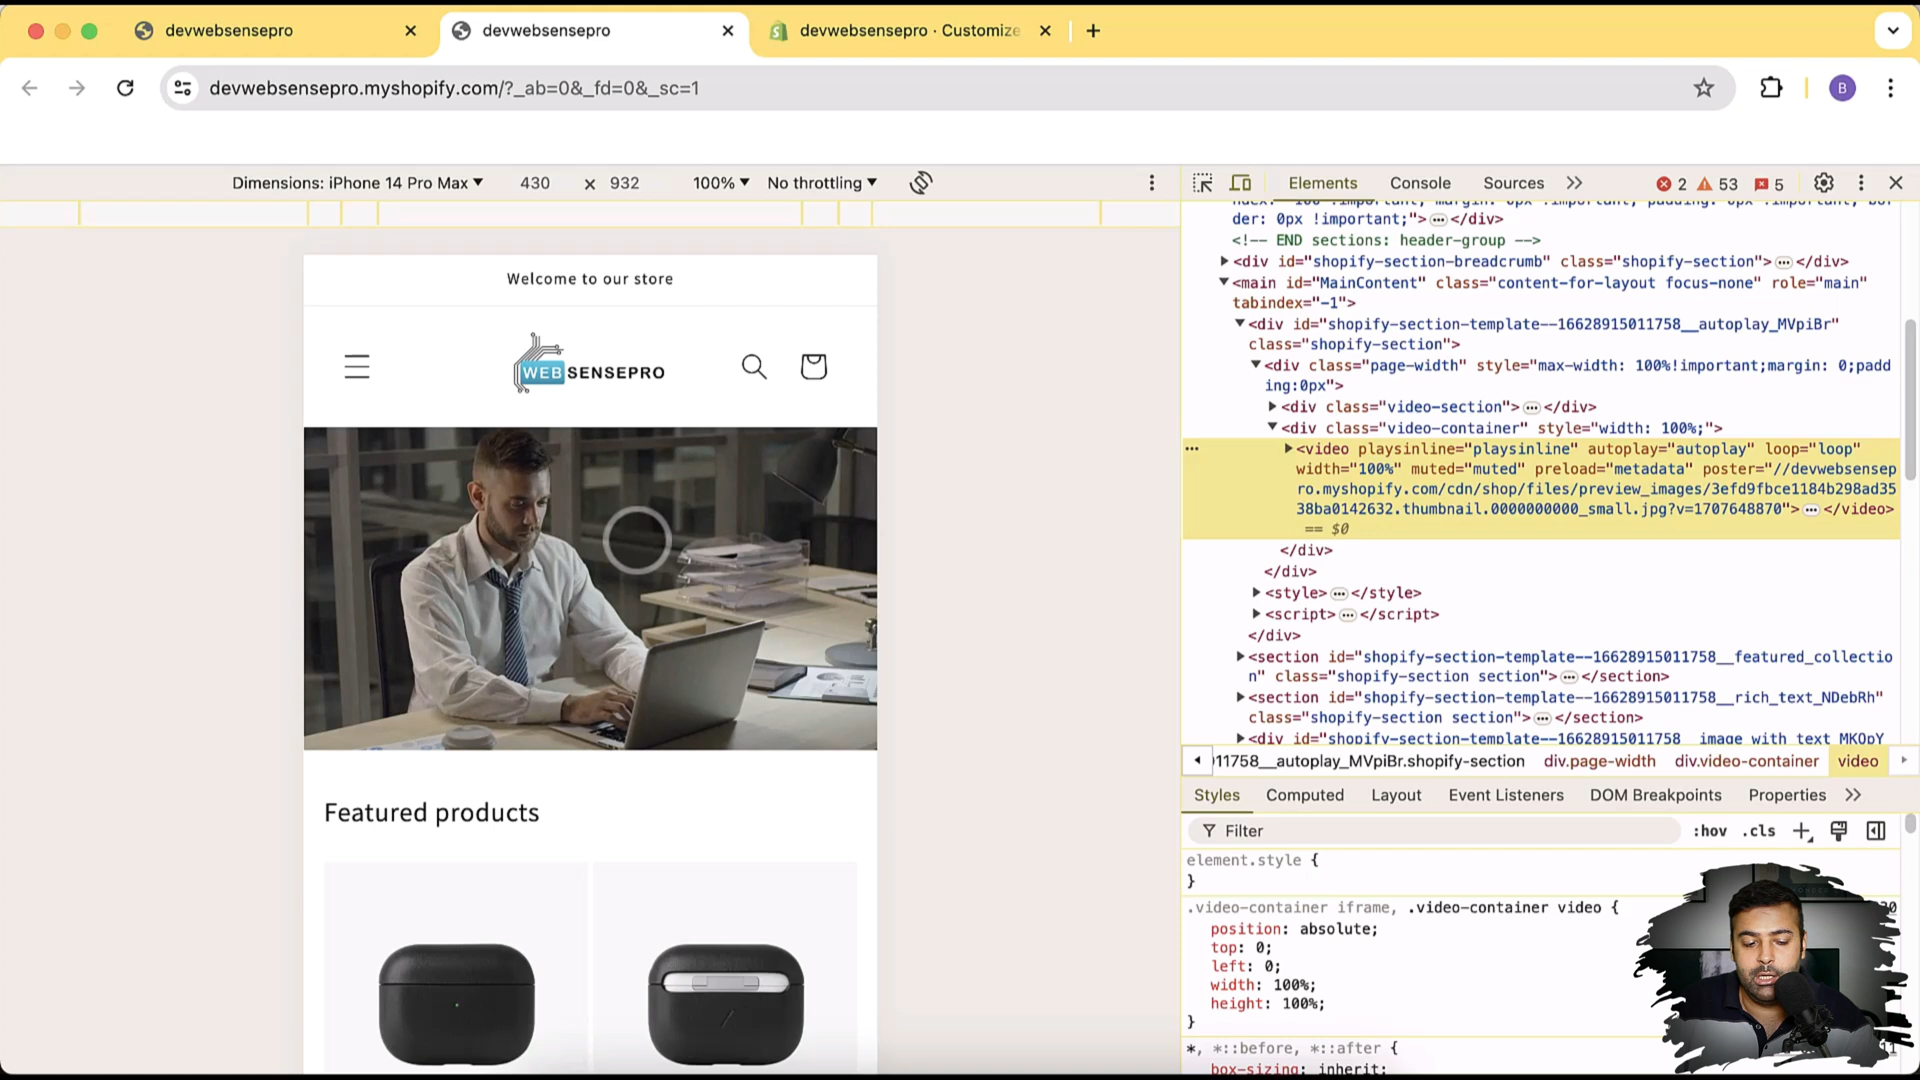 devwebsensepro
devwebsensepro
devwebsensepro · Customize
devwebsensepro.myshopify.com/?_ab=0&_fd=0&_sc=1
B
Dimensions: iPhone 14 Pro Max
430 × 932
100%
No throttling
Elements
Console
Sources
2
53
5
der: 0px !important;">…</div>
<!-- END sections: header-group -->
<div id="shopify-section-breadcrumb" class="shopify-section">…</div>
<main id="MainContent" class="content-for-layout focus-none" role="main"
tabindex="-1">
<div id="shopify-section-template--16628915011758__autoplay_MVpiBr"
class="shopify-section">
<div class="page-width" style="max-width: 100%!important;margin: 0;padd
ing:0px">
<div class="video-section">…</div>
<div class="video-container" style="width: 100%;">
<video playsinline="playsinline" autoplay="autoplay" loop="loop"
width="100%" muted="muted" preload="metadata" poster="//devwebsensep
ro.myshopify.com/cdn/shop/files/preview_images/3efd9fbce1184b298ad35
38ba0142632.thumbnail.0000000000_small.jpg?v=1707648870">…</video>
== $0
</div>
</div>
<style>…</style>
<script>…</script>
</div>
<section id="shopify-section-template--16628915011758__featured_collectio
n" class="shopify-section section">…</section>
<section id="shopify-section-template--16628915011758__rich_text_NDebRh"
class="shopify-section section">…</section>
<div id="shopify-section-template--16628915011758__image_with_text_MKQpY
Welcome to our store
WEBSENSEPRO
Featured products
11758__autoplay_MVpiBr.shopify-section
div.page-width
div.video-container
video
Styles
Computed
Layout
Event Listeners
DOM Breakpoints
Properties
Filter
:hov .cls
element.style {
}
.video-container iframe, .video-container video {
position: absolute;
top: 0;
left: 0;
width: 100%;
height: 100%;
}
*, *::before, *::after {
box-sizing: inherit;